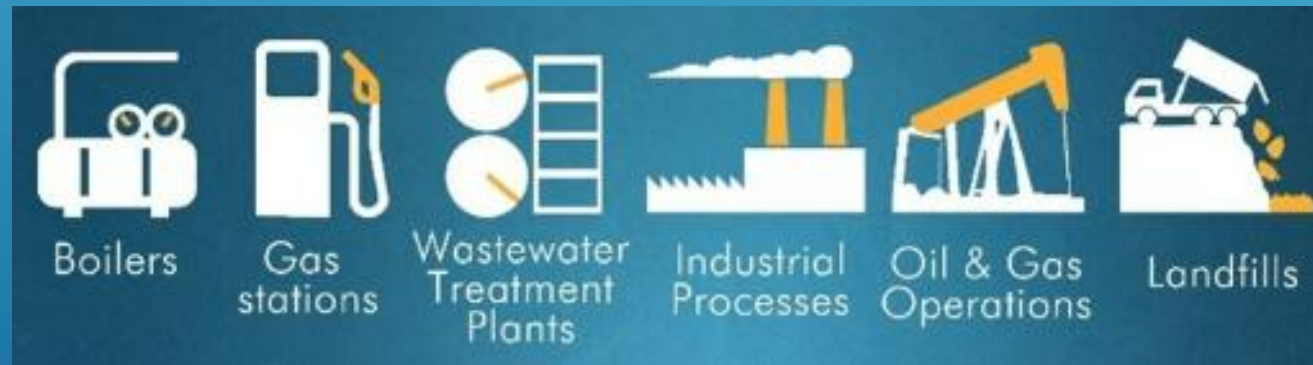 Boilers
Gas
stations
Wastewater
Treatment
Plants
Industrial
Processes
Oil & Gas
Operations
Landfills